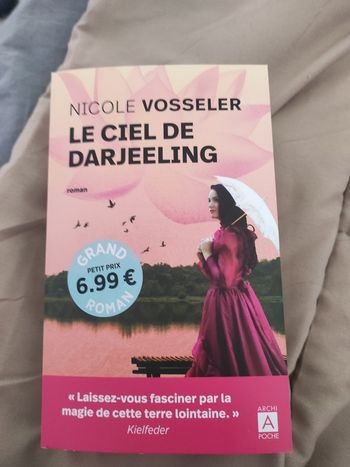 NICOLE VOSSELER
LE CIEL DE
DARJEELING
roman
GRAND
PETIT PRIX
6.99 €
ROMAN
« Laissez-vous fasciner par la
magie de cette terre lointaine. »
Kielfeder
ARCHI
A
POCHE